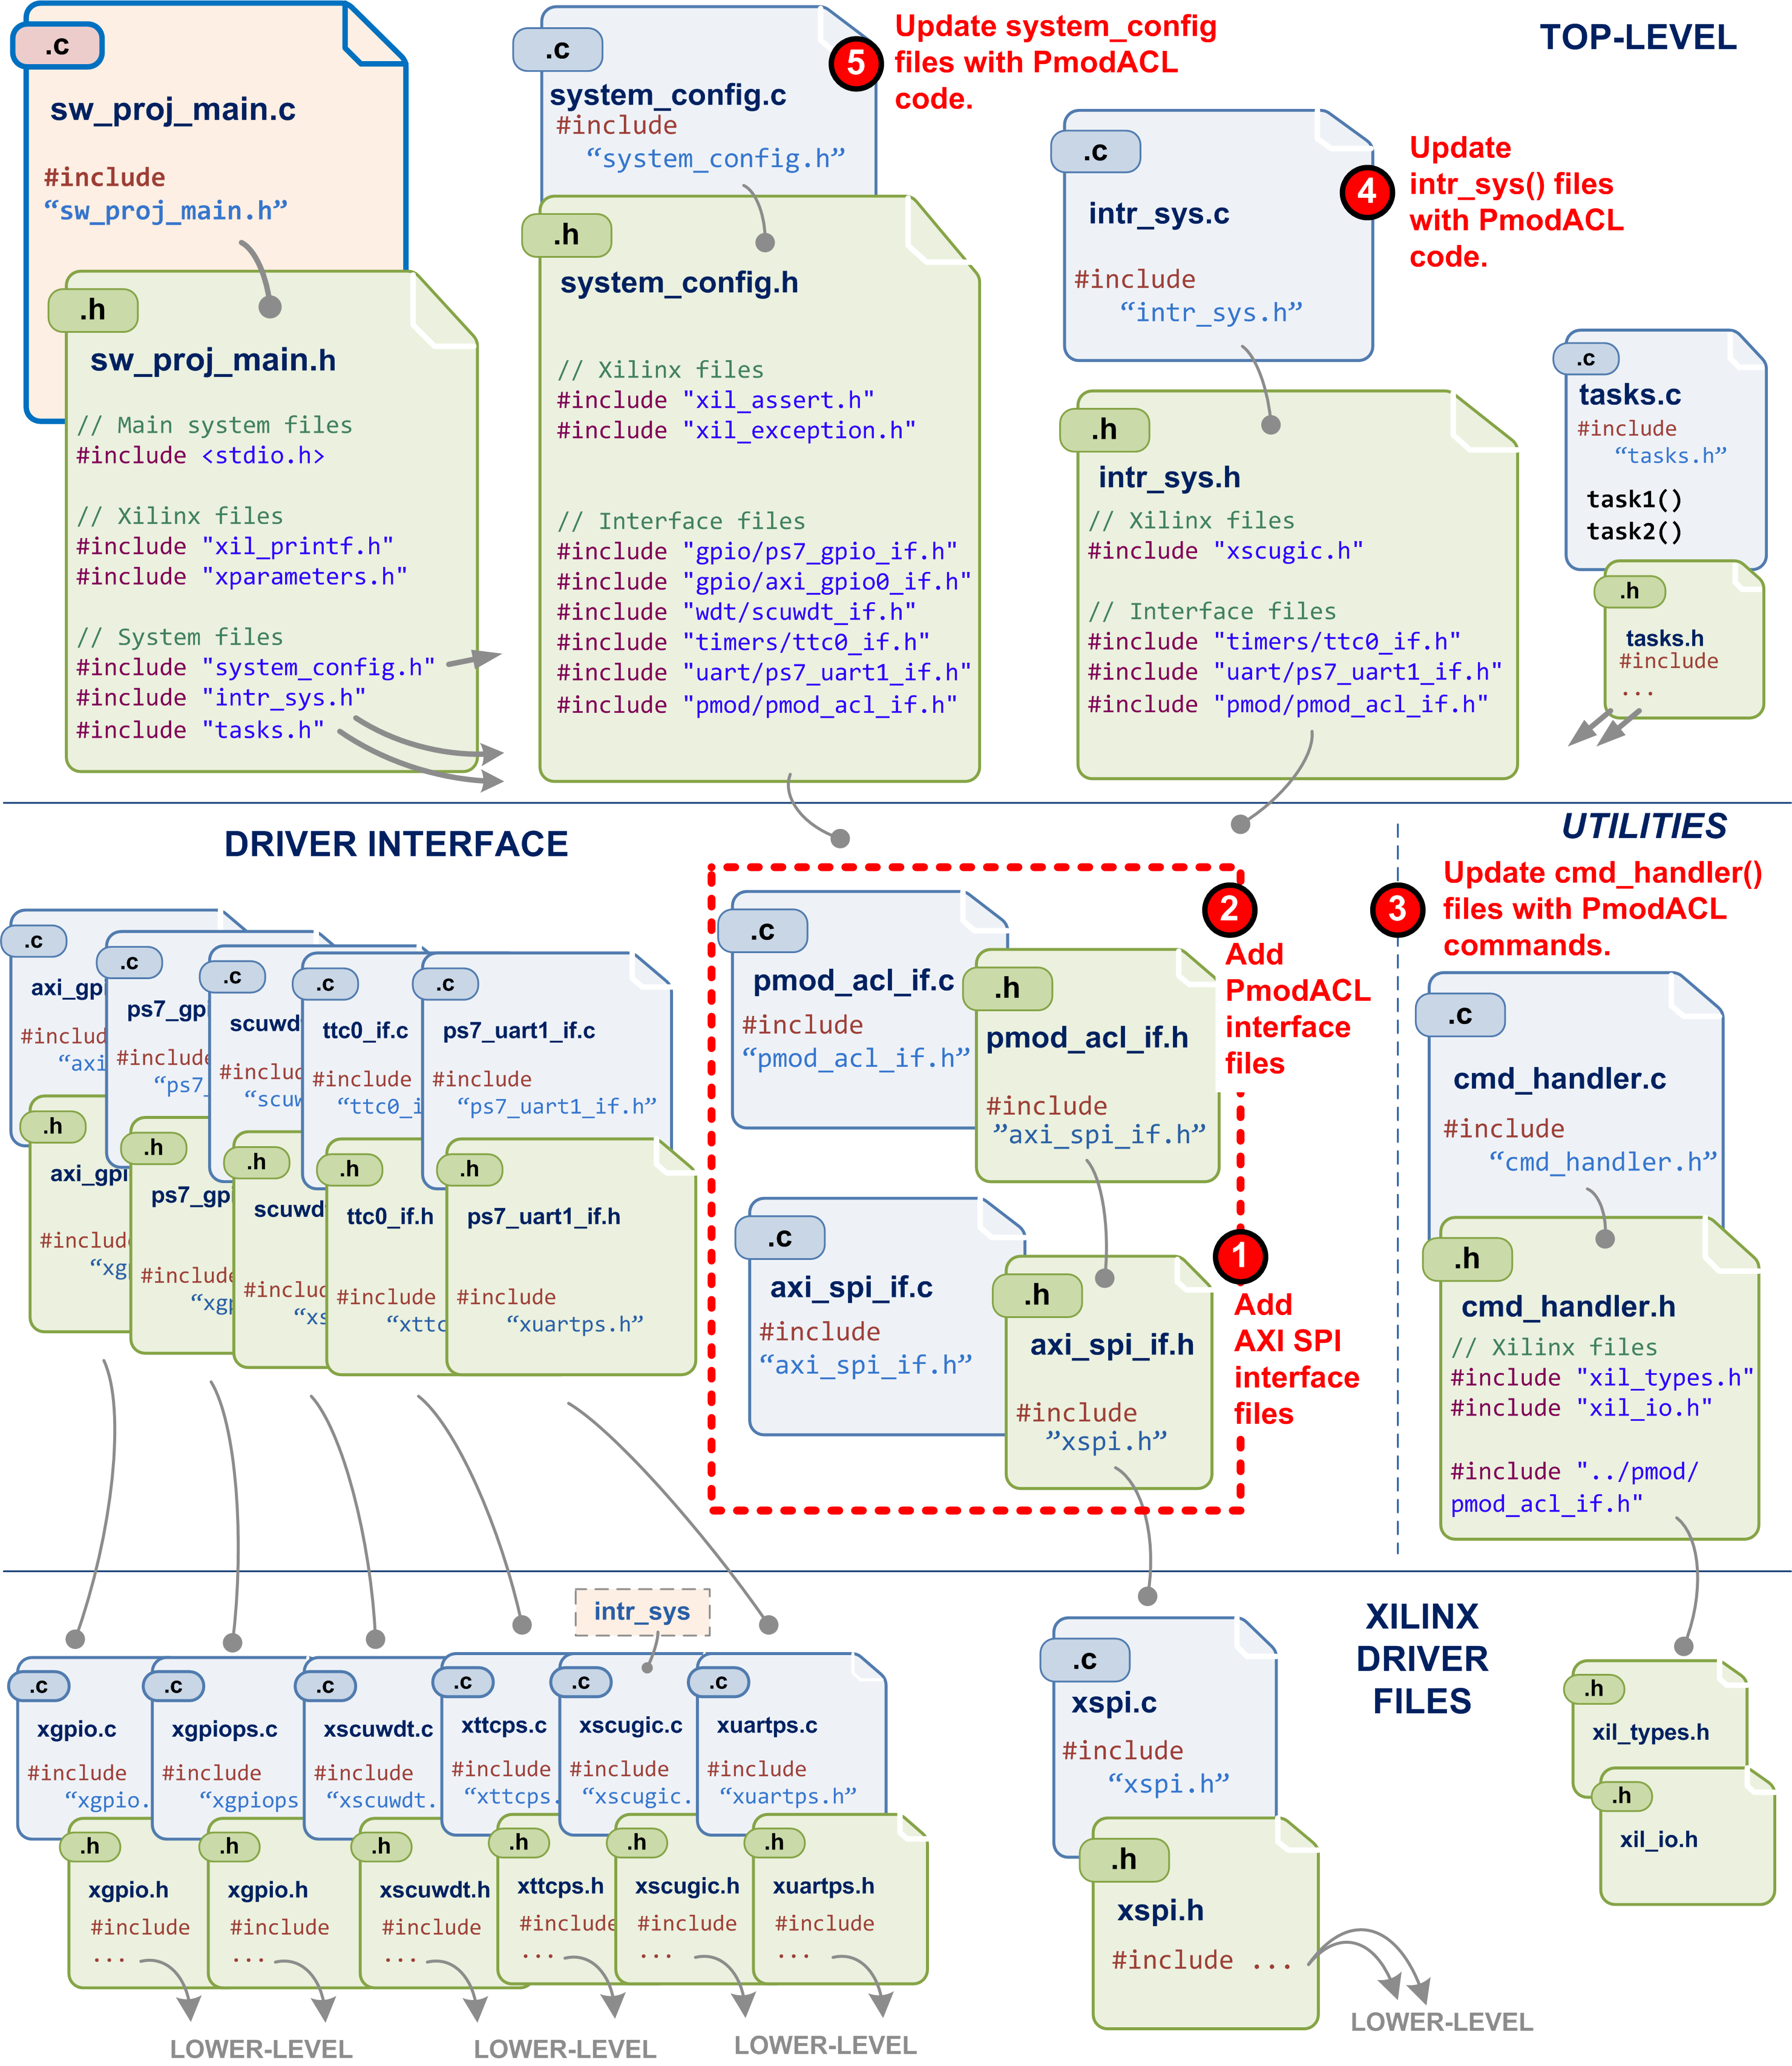 TOP-LEVEL
.c
sw_proj_main.c
#include
“sw_proj_main.h”
.h
sw_proj_main.h
// Main system files
#include <stdio.h>
// Xilinx files
#include "xil_printf.h"
#include "xparameters.h"
// System files
#include "system_config.h"
#include "intr_sys.h"
#include "tasks.h"
.c
system_config.c
#include
“system_config.h”
5
Update system_config
files with PmodACL
code.
.h
system_config.h
// Xilinx files
#include "xil_assert.h"
#include "xil_exception.h"
// Interface files
#include "gpio/ps7_gpio_if.h"
#include "gpio/axi_gpio0_if.h"
#include "wdt/scuwdt_if.h"
#include "timers/ttc0_if.h"
#include "uart/ps7_uart1_if.h"
#include "pmod/pmod_acl_if.h"
.c
intr_sys.c
#include
“intr_sys.h”
4
Update
intr_sys() files
with PmodACL
code.
.h
intr_sys.h
// Xilinx files
#include "xscugic.h"
// Interface files
#include "timers/ttc0_if.h"
#include "uart/ps7_uart1_if.h"
#include "pmod/pmod_acl_if.h"
.c
tasks.c
#include
“tasks.h”
task1()
task2()
.h
tasks.h
#include
...
DRIVER INTERFACE
.c
axi_gp
#includ
“axi
.h
axi_gpi
#includ
“xg
.c
ps7_gp
#include
“ps7_
.h
ps7_gp
#include
“xgp
.c
scuwd
#includ
“scuw
.h
scuwd
#includ
“xs
.c
ttc0_if.c
#include
“ttc0_i
.h
ttc0_if.h
#include
“xttc
.c
ps7_uart1_if.c
#include
“ps7_uart1_if.h”
.h
ps7_uart1_if.h
#include
“xuartps.h”
.c
pmod_acl_if.c
#include
“pmod_acl_if.h”
.h
pmod_acl_if.h
#include
”axi_spi_if.h”
2
Add
PmodACL
interface
files
.c
axi_spi_if.c
#include
“axi_spi_if.h”
.h
axi_spi_if.h
#include
”xspi.h”
1
Add
AXI SPI
interface
files
UTILITIES
3
Update cmd_handler()
files with PmodACL
commands.
.c
cmd_handler.c
#include
“cmd_handler.h”
.h
cmd_handler.h
// Xilinx files
#include "xil_types.h"
#include "xil_io.h"
#include "../pmod/
pmod_acl_if.h"
XILINX
DRIVER
FILES
intr_sys
.c
xgpio.c
#include
“xgpio.
.h
xgpio.h
#include
...
.c
xgpiops.c
#include
“xgpiops
.h
xgpio.h
#include
...
.c
xscuwdt.c
#include
“xscuwdt.
.h
xscuwdt.h
#include
...
.c
xttcps.c
#include
“xttcps.
.h
xttcps.h
#include
...
.c
xscugic.c
#include
“xscugic.
.h
xscugic.h
#include
...
.c
xuartps.c
#include
“xuartps.h”
.h
xuartps.h
#include
...
LOWER-LEVEL
LOWER-LEVEL
LOWER-LEVEL
.c
xspi.c
#include
“xspi.h”
.h
xspi.h
#include ...
LOWER-LEVEL
.h
xil_types.h
.h
xil_io.h